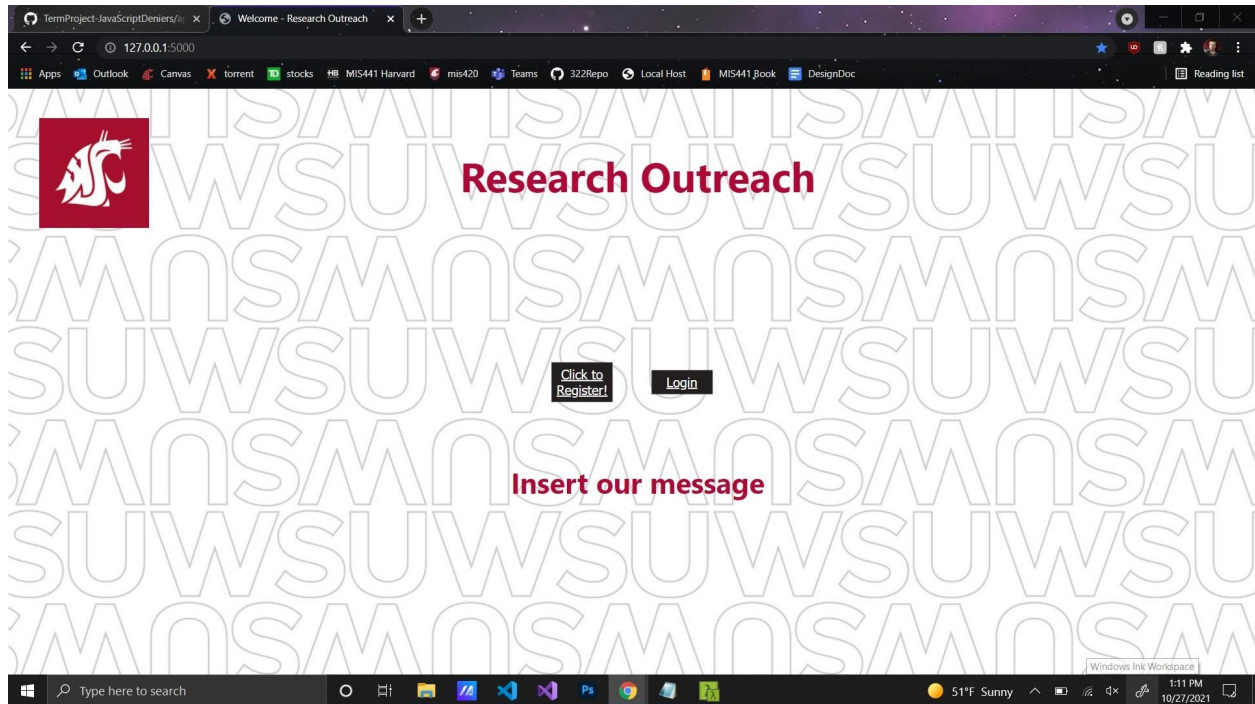 TermProject-JavaScriptDeniers/a
Welcome - Research Outreach
127.0.0.1:5000
Apps Outlook Canvas torrent stocks MIS441 Harvard mis420 Teams 322Repo Local Host MIS441 Book DesignDoc Reading list
WSU
Research Outreach
Click to
Register!
Login
Insert our message
Windows Ink Workspace
Type here to search
51°F Sunny
1:11 PM
10/27/2021